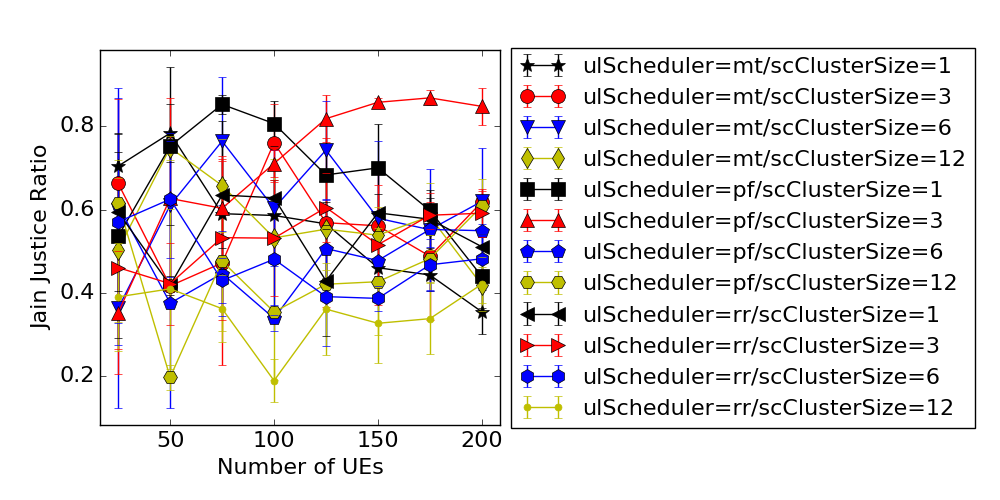 Jain Justice Ratio
0.8
0.6
0.4
0.2
50 100 150 200
Number of UEs
ulScheduler=mt/scClusterSize=1
ulScheduler=mt/scClusterSize=3
ulScheduler=mt/scClusterSize=6
ulScheduler=mt/scClusterSize=12
ulScheduler=pf/scClusterSize=1
ulScheduler=pf/scClusterSize=3
ulScheduler=pf/scClusterSize=6
ulScheduler=pf/scClusterSize=12
ulScheduler=rr/scClusterSize=1
ulScheduler=rr/scClusterSize=3
ulScheduler=rr/scClusterSize=6
ulScheduler=rr/scClusterSize=12